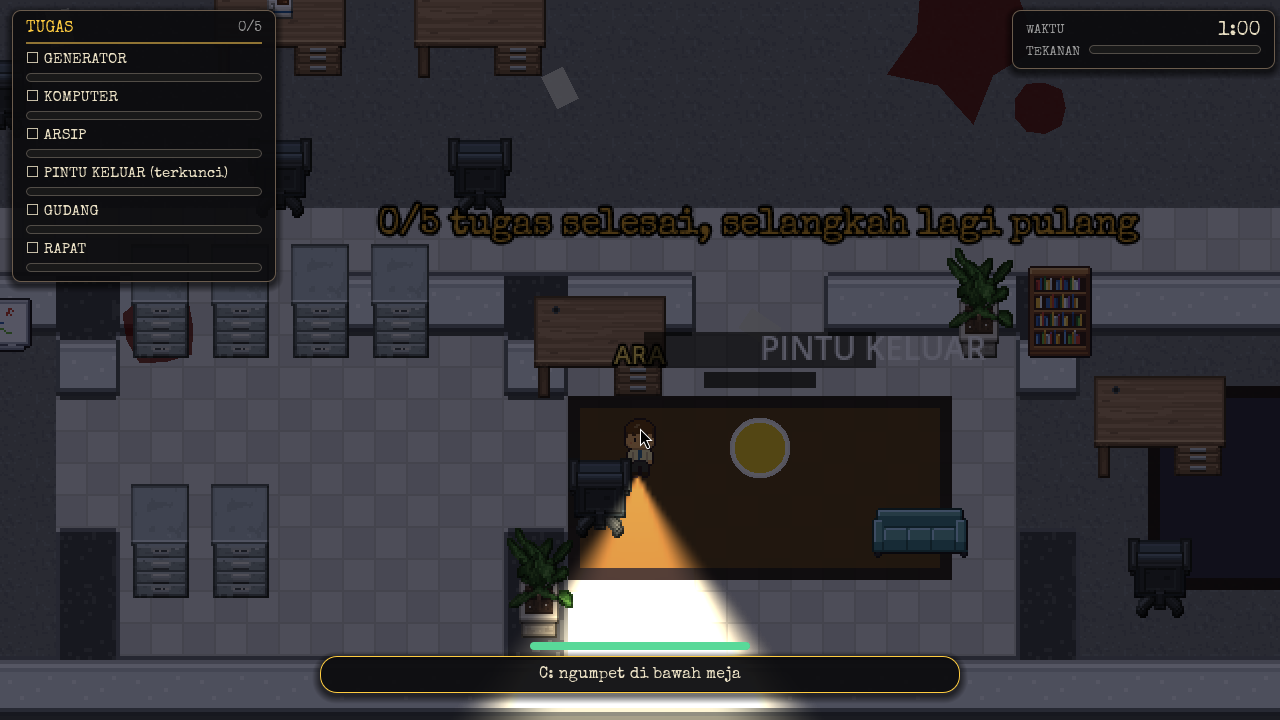 TUGAS 0/5
GENERATOR
KOMPUTER
ARSIP
PINTU KELUAR (terkunci)
GUDANG
RAPAT
WAKTU 1:00
TEKANAN
0/5 tugas selesai, selangkah lagi pulang
PINTU KELUAR
ARA
C: ngumpet di bawah meja